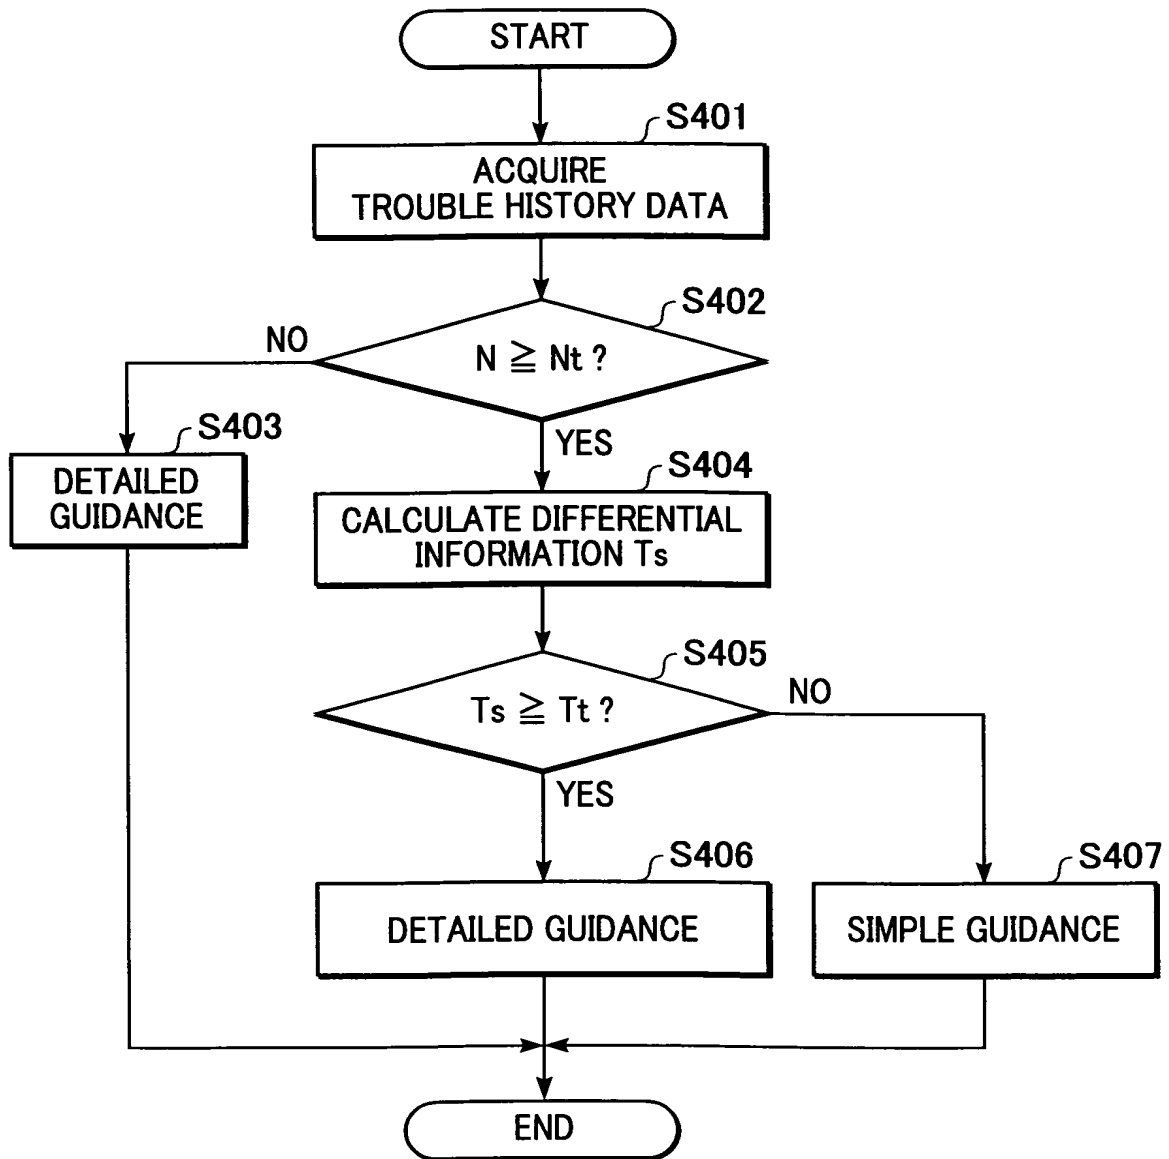 START
S401
ACQUIRE
TROUBLE HISTORY DATA
S402
NO
N ≧ Nt ?
YES
S403
DETAILED
GUIDANCE
S404
CALCULATE DIFFERENTIAL
INFORMATION Ts
S405
NO
Ts ≧ Tt ?
YES
S406
DETAILED GUIDANCE
S407
SIMPLE GUIDANCE
END